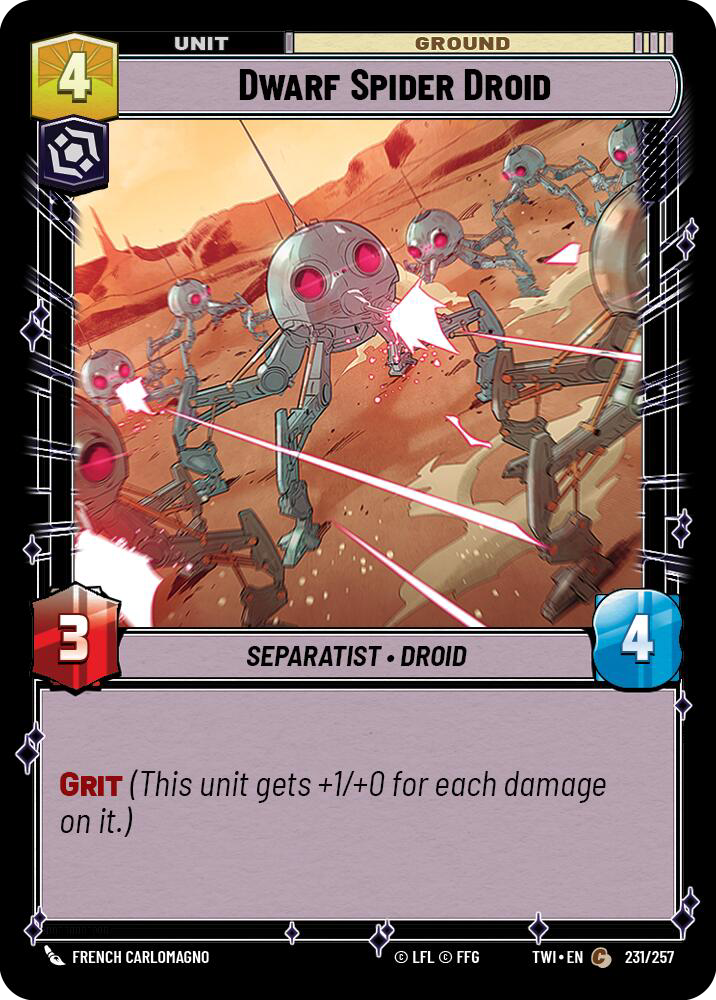 UNIT
GROUND
4
DWARF SPIDER DROID
3
4
SEPARATIST • DROID
GRIT (This unit gets +1/+0 for each damage
on it.)
FRENCH CARLOMAGNO
© LFL © FFG
TWI • EN
C
231/257